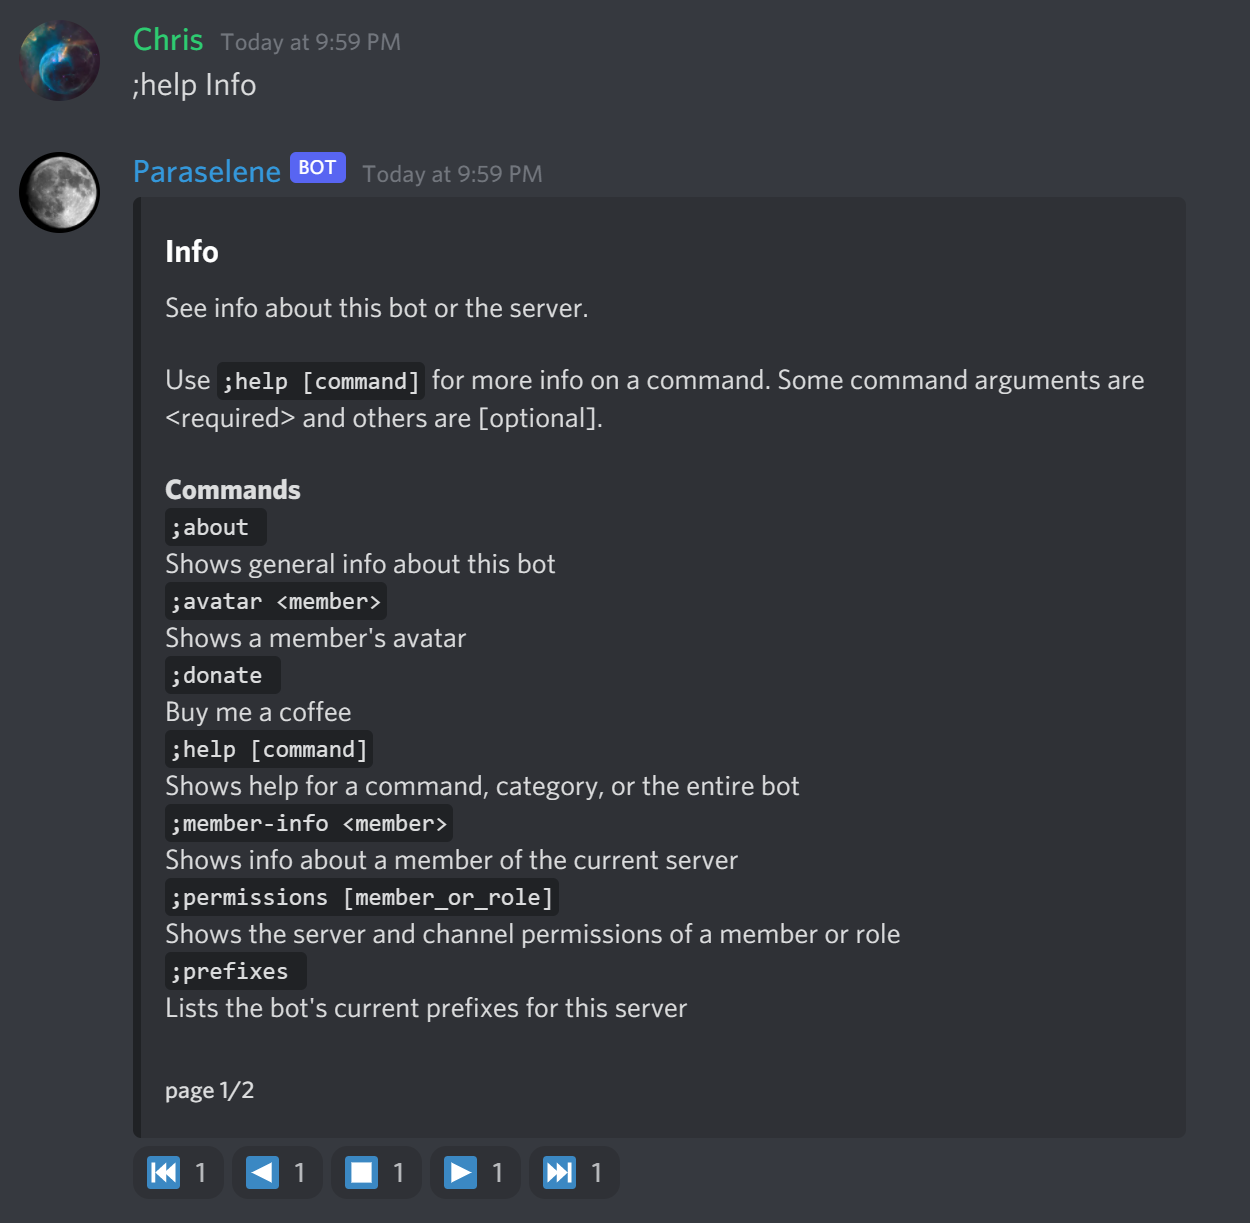 Chris Today at 9:59 PM
;help Info
Paraselene BOT Today at 9:59 PM
Info
See info about this bot or the server.
Use ;help [command] for more info on a command. Some command arguments are
<required> and others are [optional].
Commands
;about
Shows general info about this bot
;avatar <member>
Shows a member's avatar
;donate
Buy me a coffee
;help [command]
Shows help for a command, category, or the entire bot
;member-info <member>
Shows info about a member of the current server
;permissions [member_or_role]
Shows the server and channel permissions of a member or role
;prefixes
Lists the bot's current prefixes for this server
page 1/2
1 1 1 1 1